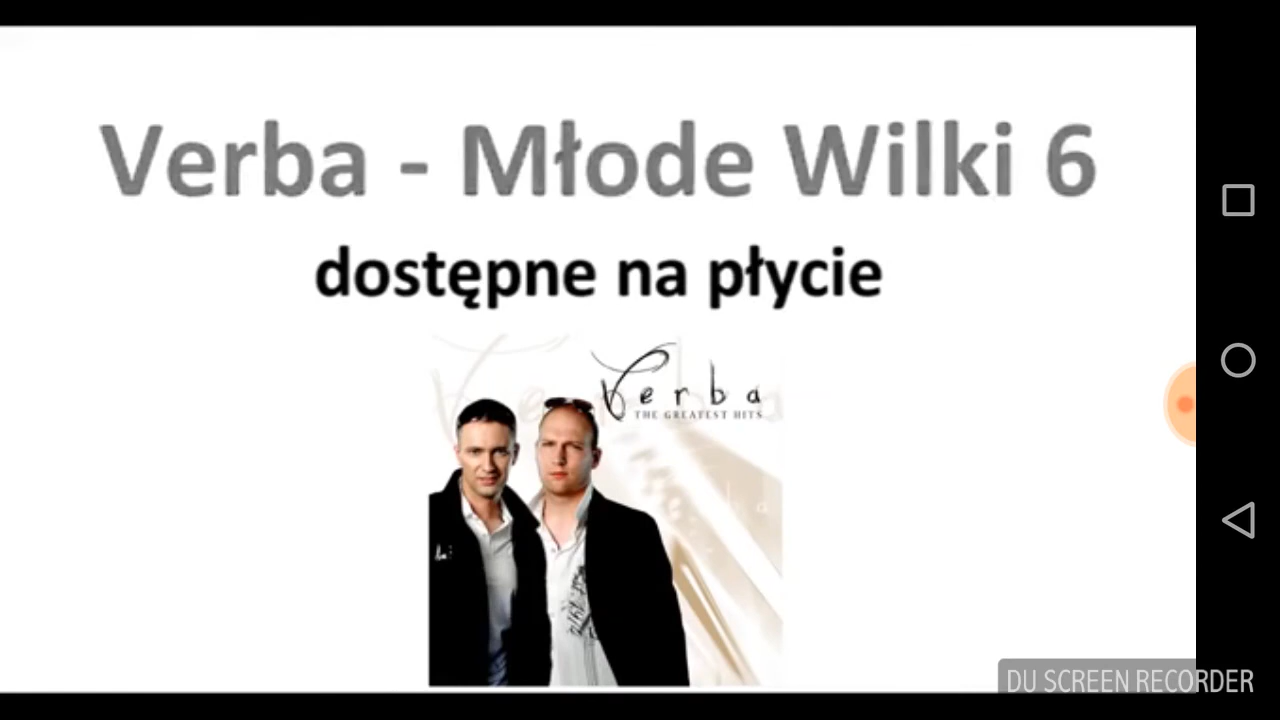 Verba - Młode Wilki 6
dostępne na płycie
Verba
THE GREATEST HITS
DU SCREEN RECORDER